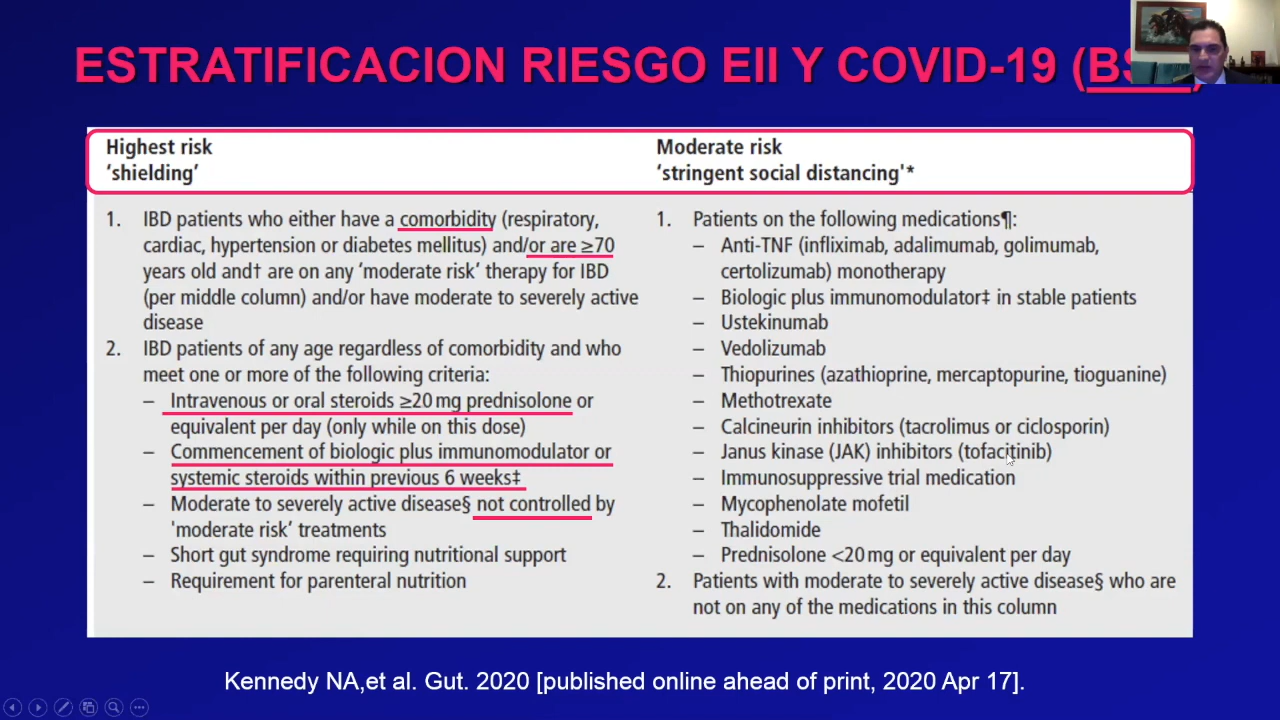 ESTRATIFICACION RIESGO EII Y COVID-19
Highest risk
‘shielding’
1. IBD patients who either have a comorbidity (respiratory,
cardiac, hypertension or diabetes mellitus) and/or are ≥70
years old and† are on any ‘moderate risk’ therapy for IBD
(per middle column) and/or have moderate to severely active
disease
2. IBD patients of any age regardless of comorbidity and who
meet one or more of the following criteria:
– Intravenous or oral steroids ≥20 mg prednisolone or
equivalent per day (only while on this dose)
– Commencement of biologic plus immunomodulator or
systemic steroids within previous 6 weeks‡
– Moderate to severely active disease§ not controlled by
'moderate risk’ treatments
– Short gut syndrome requiring nutritional support
– Requirement for parenteral nutrition
Moderate risk
‘stringent social distancing'*
1. Patients on the following medications¶:
– Anti-TNF (infliximab, adalimumab, golimumab,
certolizumab) monotherapy
– Biologic plus immunomodulator‡ in stable patients
– Ustekinumab
– Vedolizumab
– Thiopurines (azathioprine, mercaptopurine, tioguanine)
– Methotrexate
– Calcineurin inhibitors (tacrolimus or ciclosporin)
– Janus kinase (JAK) inhibitors (tofacitinib)
– Immunosuppressive trial medication
– Mycophenolate mofetil
– Thalidomide
– Prednisolone <20 mg or equivalent per day
2. Patients with moderate to severely active disease§ who are
not on any of the medications in this column
Kennedy NA,et al. Gut. 2020 [published online ahead of print, 2020 Apr 17].